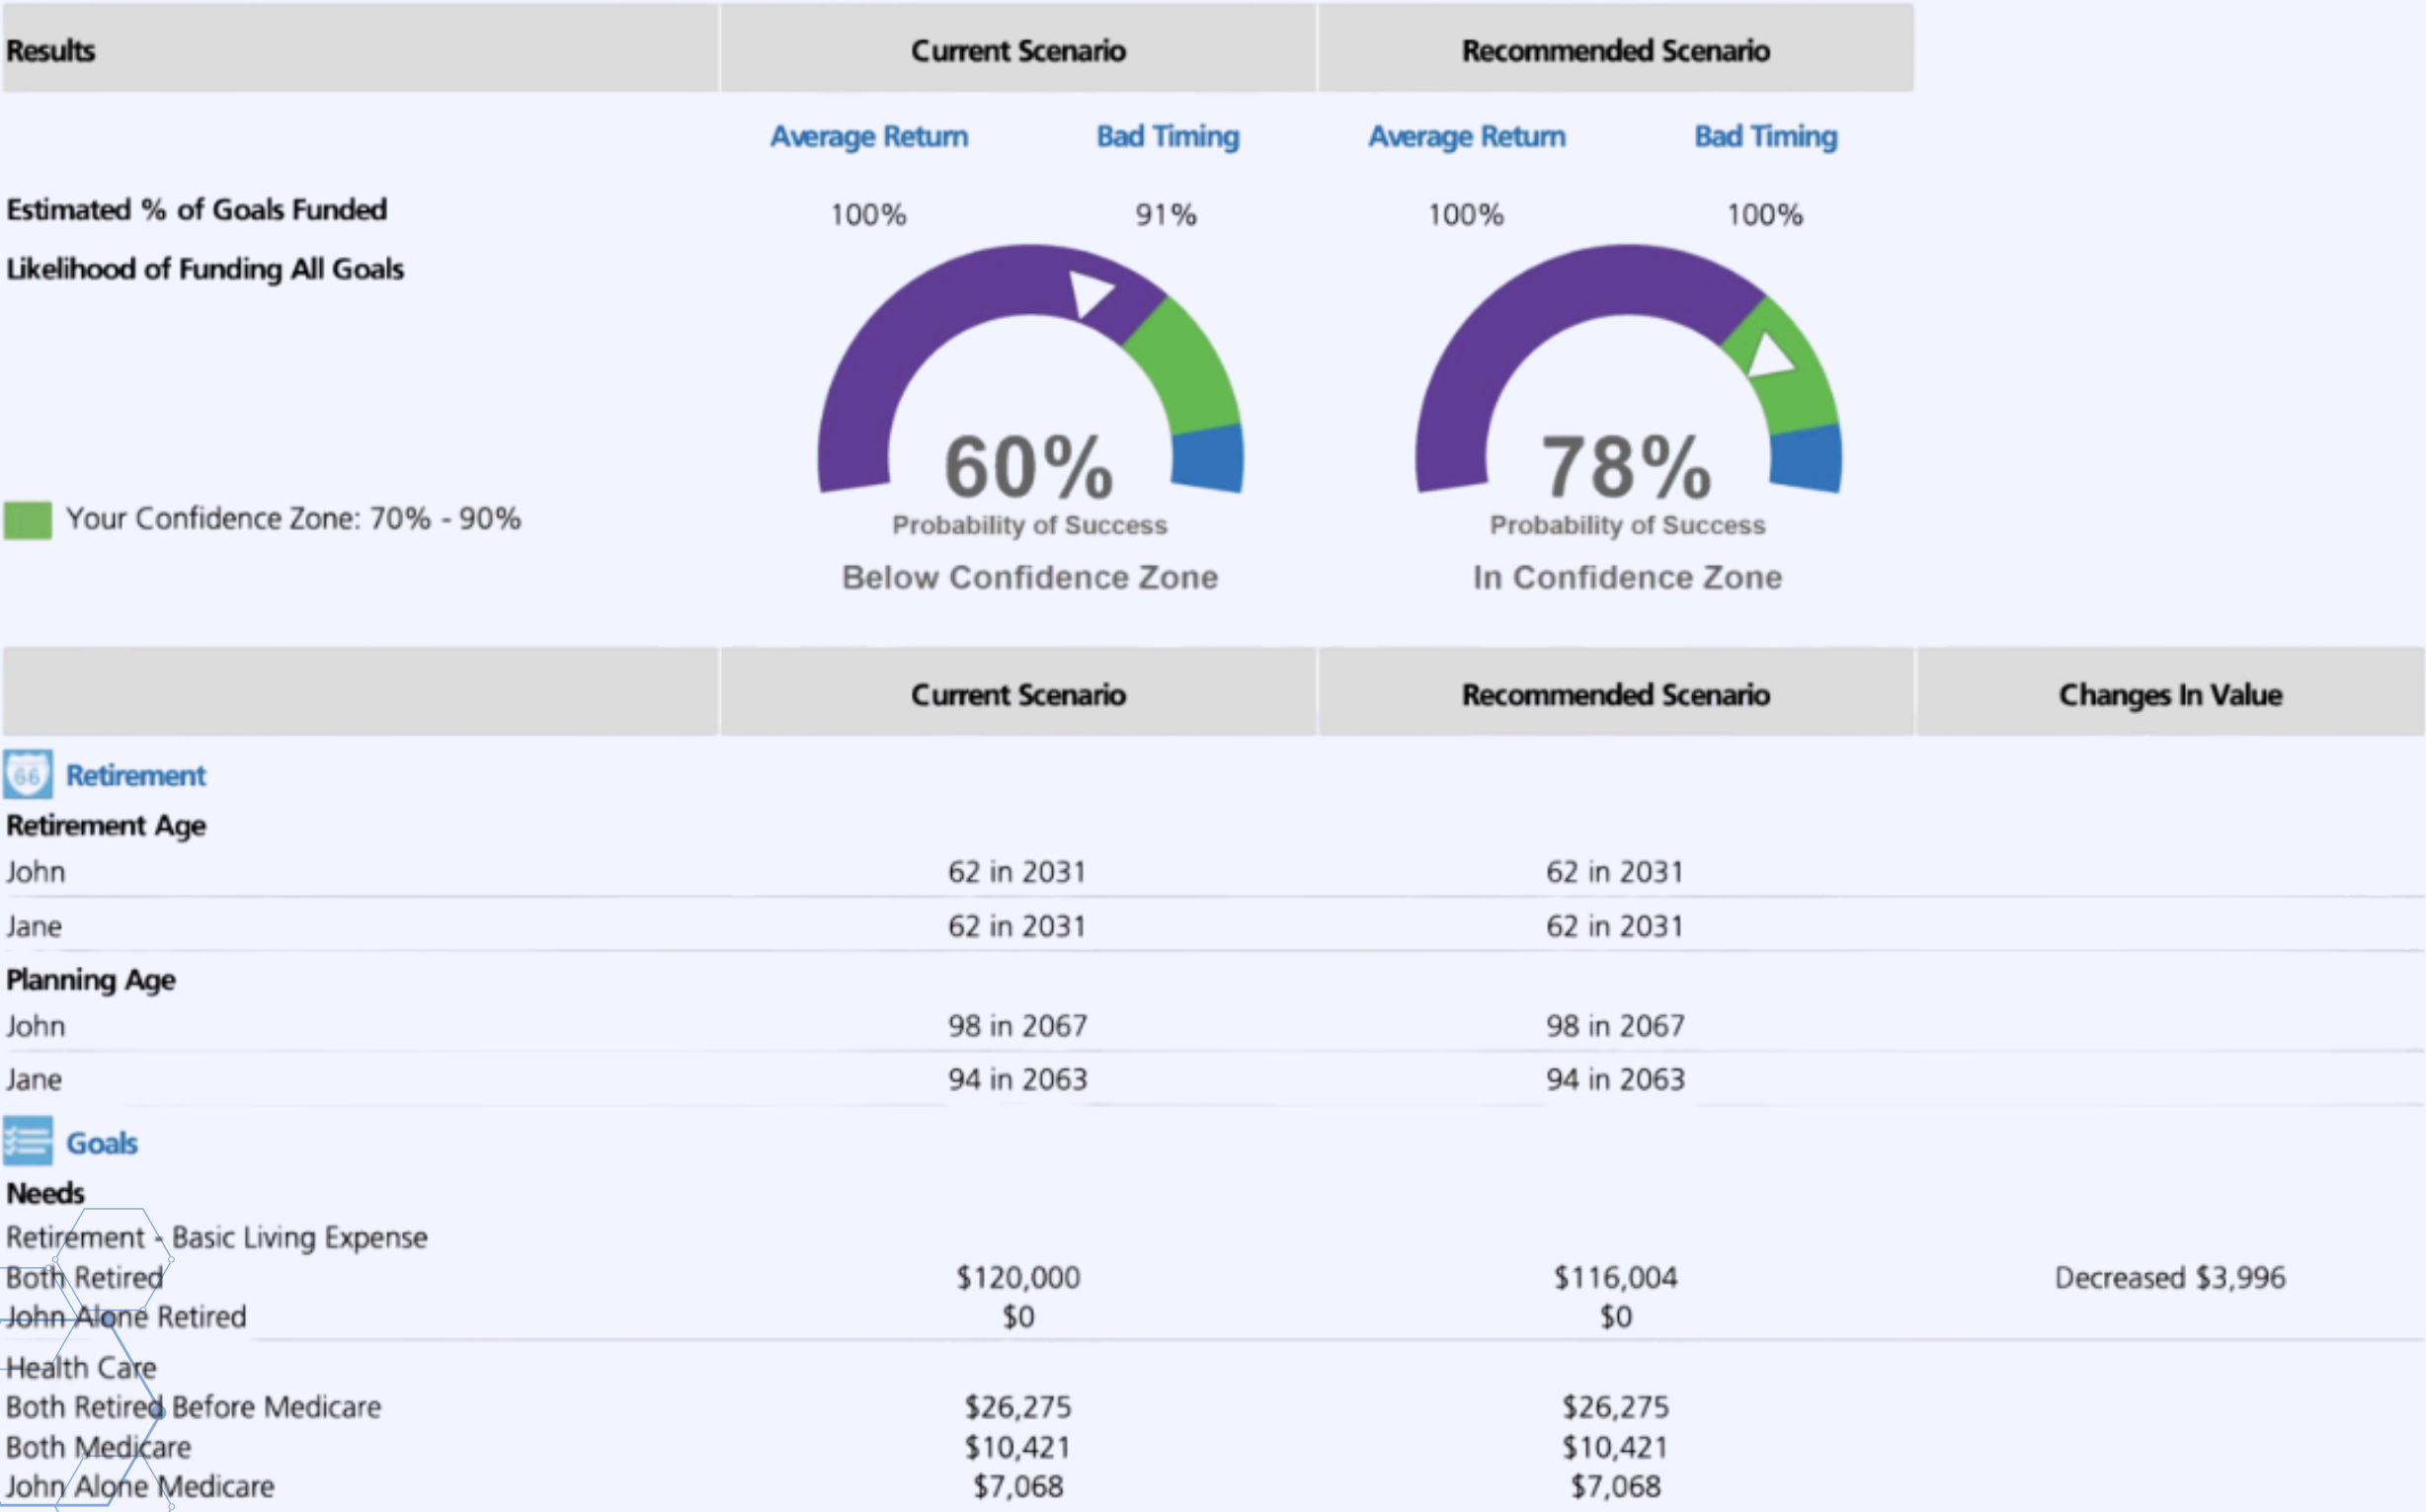 Results Current Scenario Recommended Scenario
Average Return Bad Timing Average Return Bad Timing
Estimated % of Goals Funded 100% 91% 100% 100%
Likelihood of Funding All Goals
60% 78%
Your Confidence Zone: 70% - 90% Probability of Success Probability of Success
Below Confidence Zone In Confidence Zone
Current Scenario Recommended Scenario Changes In Value
66 Retirement
Retirement Age
John 62 in 2031 62 in 2031
Jane 62 in 2031 62 in 2031
Planning Age
John 98 in 2067 98 in 2067
Jane 94 in 2063 94 in 2063
Goals
Needs
Retirement - Basic Living Expense
Both Retired $120,000 $116,004 Decreased $3,996
John Alone Retired $0 $0
Health Care
Both Retired Before Medicare $26,275 $26,275
Both Medicare $10,421 $10,421
John Alone Medicare $7,068 $7,068